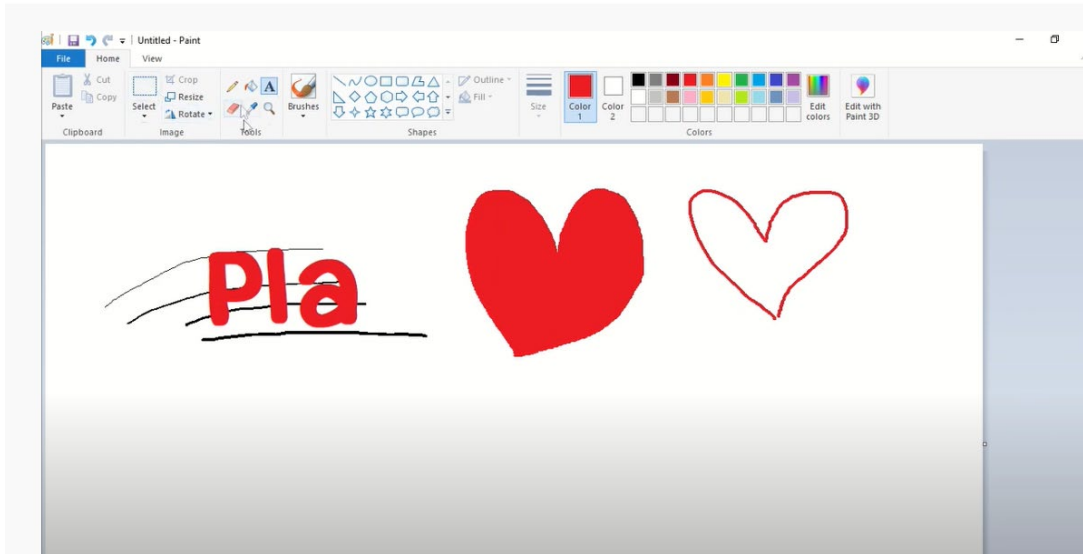 Untitled - Paint
File Home View
Paste
Cut
Copy
Clipboard
Select
Crop
Resize
Rotate
Image
A
Tools
Brushes
Outline
Fill
Shapes
Size
Color 1
Color 2
Edit colors
Colors
Edit with Paint 3D
Pla